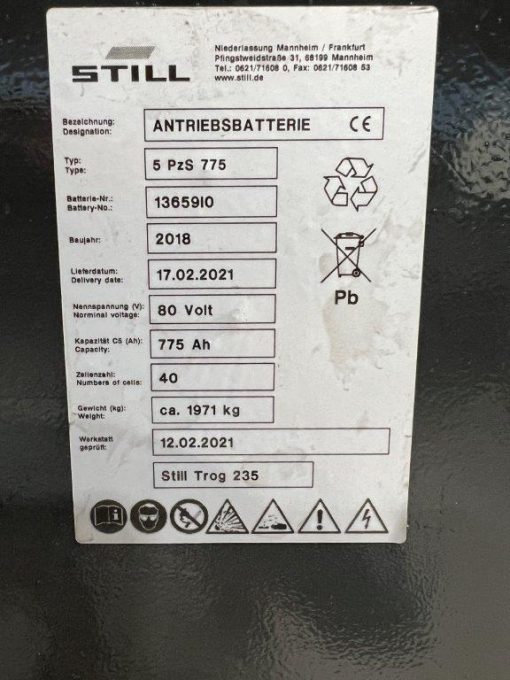 STILL
Niederlassung Mannheim / Frankfurt
Pfingstweidstraße 31, 68199 Mannheim
Tel.: 0621/71608 0, Fax: 0621/71608 53
www.still.de
Bezeichnung:
Designation:
ANTRIEBSBATTERIE CE
Typ:
Type:
5 PzS 775
Batterie-Nr.:
Battery-No.:
136591O
Baujahr:
2018
Lieferdatum:
Delivery date:
17.02.2021
Nennspannung (V):
Norminal voltage:
80 Volt
Kapazität C5 (Ah):
Capacity:
775 Ah
Zellenzahl:
Numbers of cells:
40
Gewicht (kg):
Weight:
ca. 1971 kg
Werkstatt
geprüft:
12.02.2021
Still Trog 235
Pb